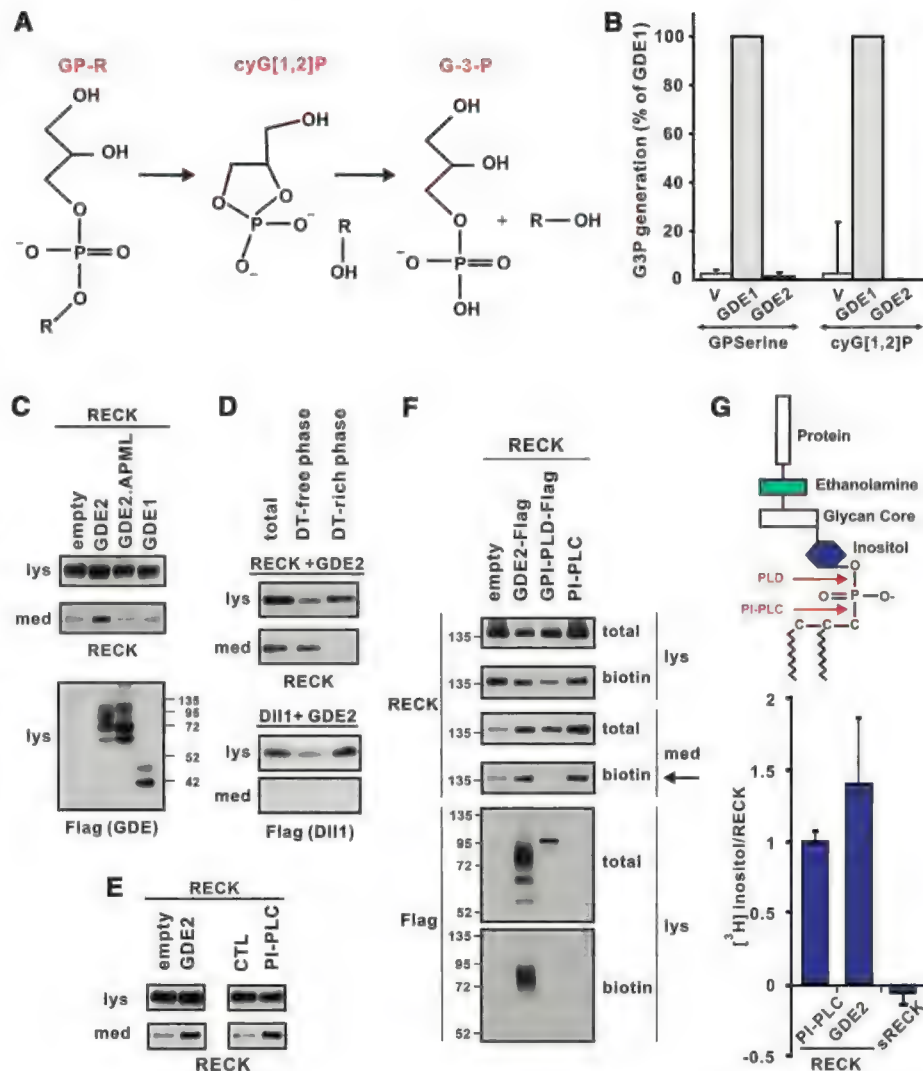 A
GP-R
cyG[1,2]P
G-3-P
OH
OH
O
⁻O
P
O
O
R
OH
O
O
P
O⁻
O
R
OH
OH
OH
O
⁻O
P
O
OH
+ R—OH
B
G3P generation (% of GDE1)
100
80
60
40
20
0
V
GDE1
GDE2
V
GDE1
GDE2
GPSerine
cyG[1,2]P
C
RECK
empty
GDE2
GDE2.APML
GDE1
lys
med
RECK
lys
135
95
72
52
42
Flag (GDE)
D
total
DT-free phase
DT-rich phase
RECK +GDE2
lys
med
RECK
Dll1+ GDE2
lys
med
Flag (Dll1)
E
RECK
empty
GDE2
CTL
PI-PLC
lys
med
RECK
F
RECK
empty
GDE2-Flag
GPI-PLD-Flag
PI-PLC
RECK
135
total
135
biotin
lys
135
total
135
biotin
med
Flag
135
95
72
52
total
135
95
72
52
biotin
lys
G
Protein
Ethanolamine
Glycan Core
Inositol
PLD
O
O
P
O-
PI-PLC
O
C C C
[³H] inositol/RECK
2
1.5
1
0.5
0
-0.5
PI-PLC
GDE2
sRECK
RECK